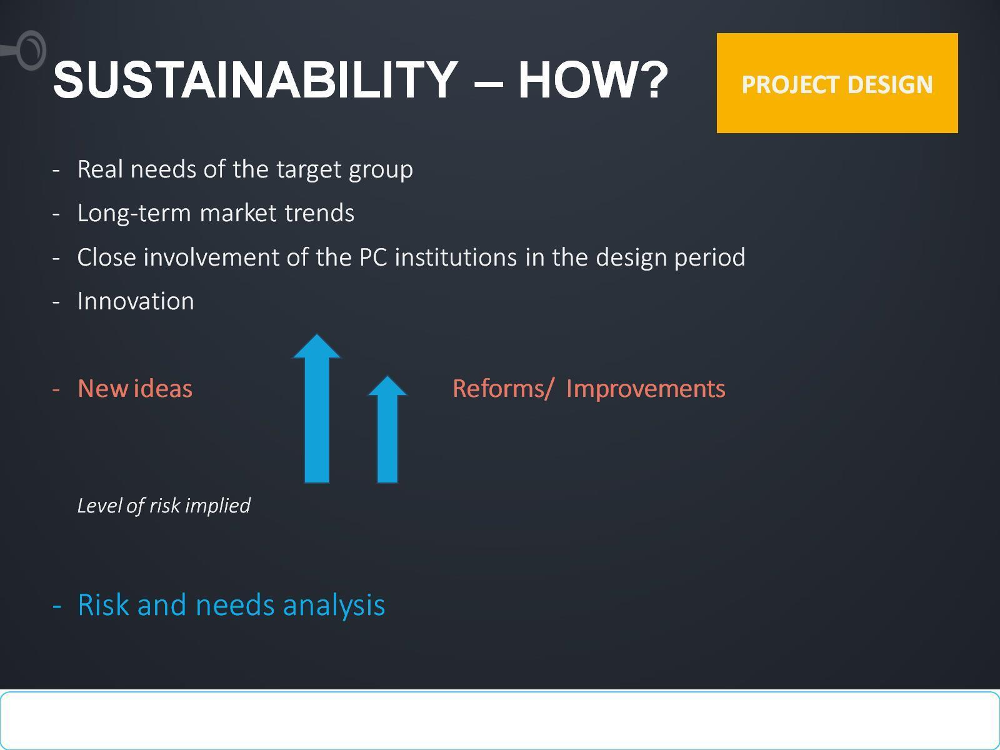 SUSTAINABILITY – HOW?
PROJECT DESIGN
- Real needs of the target group
- Long-term market trends
- Close involvement of the PC institutions in the design period
- Innovation
- New ideas Reforms/ Improvements
Level of risk implied
- Risk and needs analysis